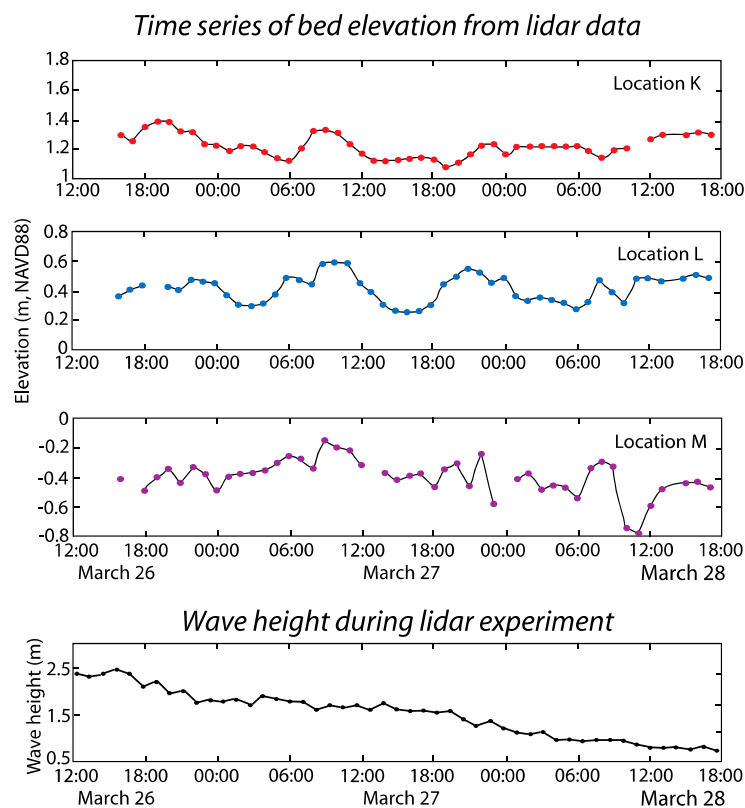 Time series of bed elevation from lidar data
1.8
1.6
1.4
1.2
1
Location K
12:00 18:00 00:00 06:00 12:00 18:00 00:00 06:00 12:00 18:00
Elevation (m, NAVD88)
0.8
0.6
0.4
0.2
0
Location L
12:00 18:00 00:00 06:00 12:00 18:00 00:00 06:00 12:00 18:00
0
-0.2
-0.4
-0.6
-0.8
Location M
12:00 18:00 00:00 06:00 12:00 18:00 00:00 06:00 12:00 18:00
March 26 March 27 March 28
Wave height during lidar experiment
Wave height (m)
2.5
1.5
0.5
12:00 18:00 00:00 06:00 12:00 18:00 00:00 06:00 12:00 18:00
March 26 March 27 March 28